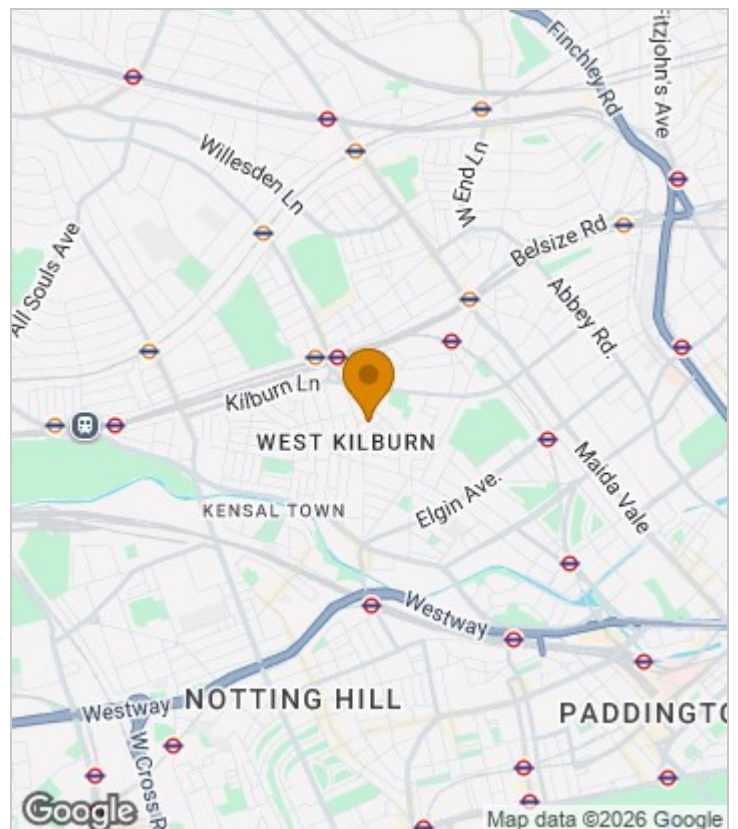 Finchley Rd
Fitzjohn's Ave
Willesden Ln
W End Ln
All Souls Ave
Belsize Rd
Abbey Rd.
Kilburn Ln
WEST KILBURN
Maida Vale
Elgin Ave.
KENSAL TOWN
Westway
Westway
NOTTING HILL
PADDINGTO
W Cross R
Google
Map data ©2026 Google